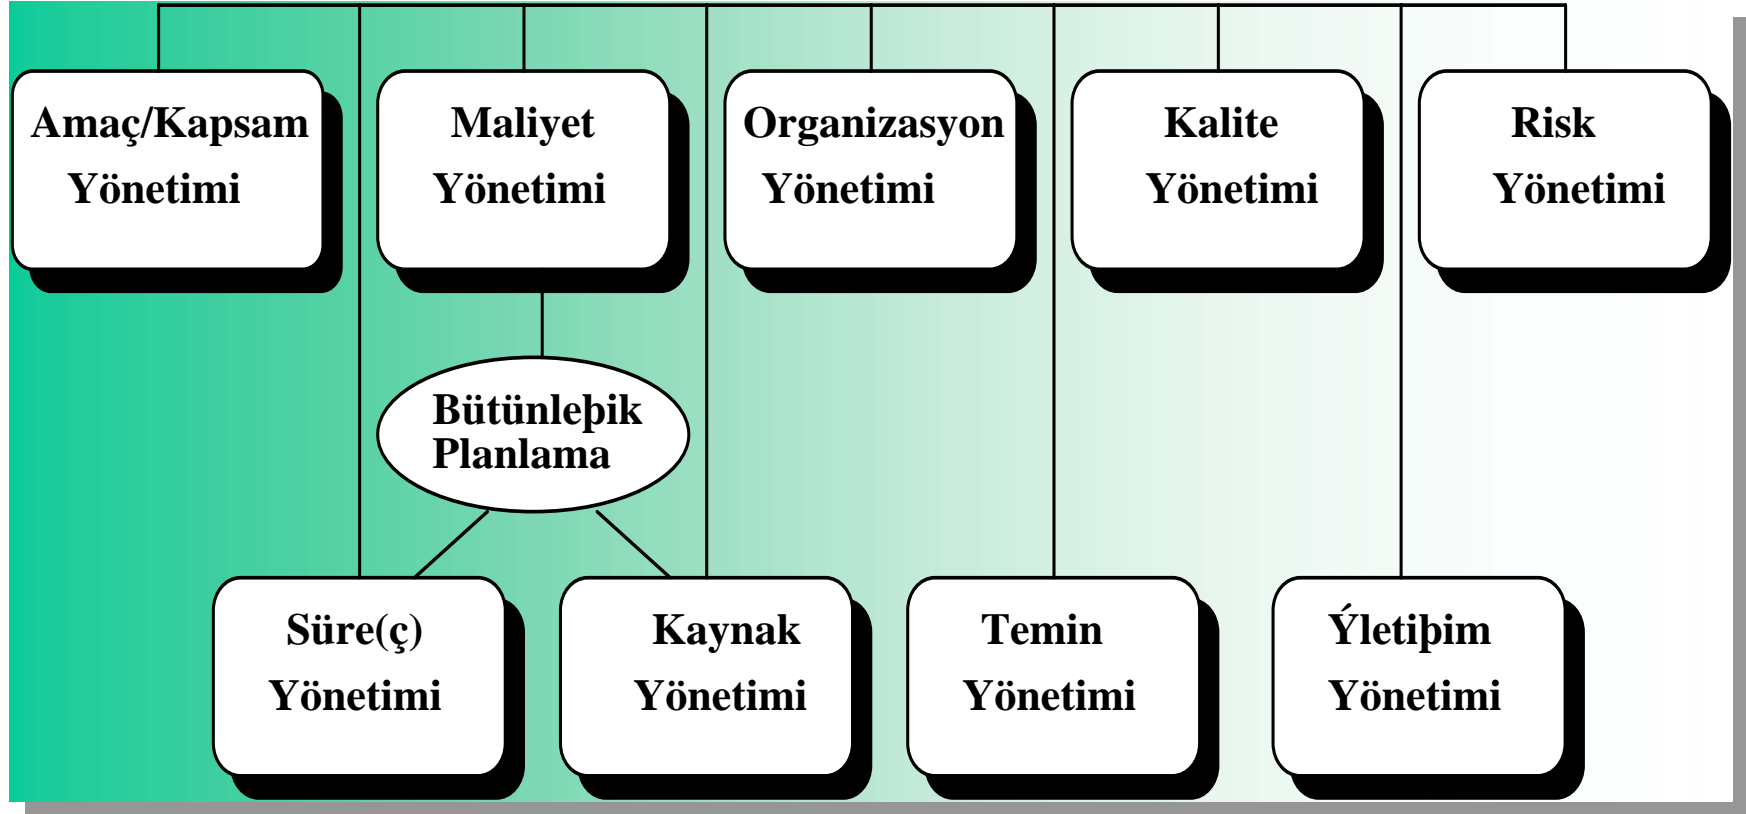 Amaç/Kapsam
Yönetimi
Maliyet
Yönetimi
Organizasyon
Yönetimi
Kalite
Yönetimi
Risk
Yönetimi
Bütünleþik
Planlama
Süre(ç)
Yönetimi
Kaynak
Yönetimi
Temin
Yönetimi
Ýletiþim
Yönetimi